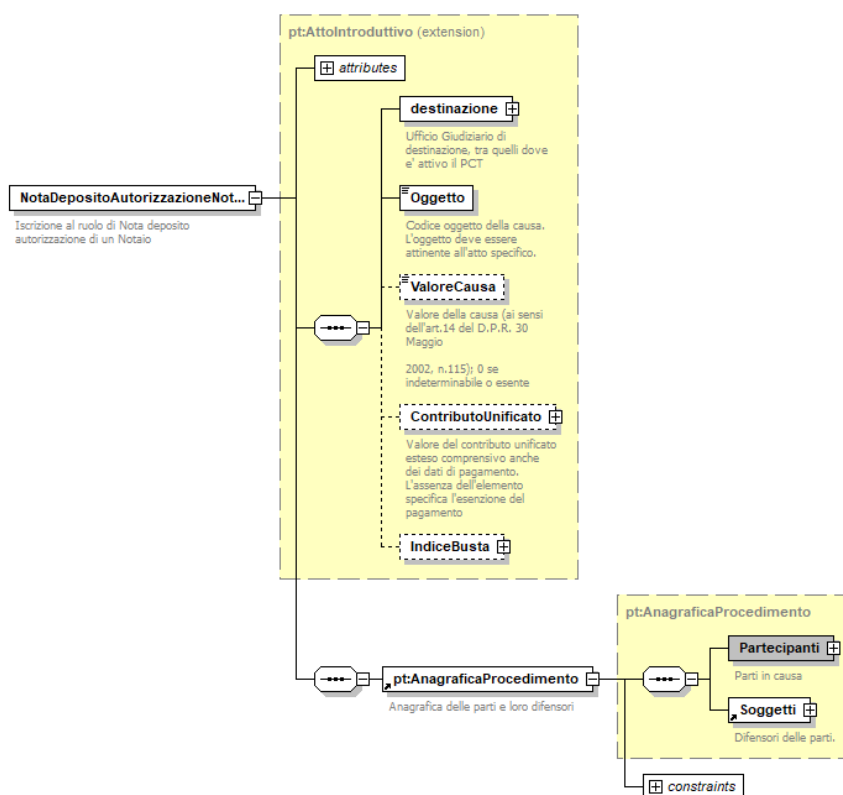 pt:AttoIntroduttivo (extension)
attributes
destinazione
Ufficio Giudiziario di
destinazione, tra quelli dove
e' attivo il PCT
NotaDepositoAutorizzazioneNot...
Iscrizione al ruolo di Nota deposito
autorizzazione di un Notaio
Oggetto
Codice oggetto della causa.
L'oggetto deve essere
attinente all'atto specifico.
ValoreCausa
Valore della causa (ai sensi
dell'art.14 del D.P.R. 30
Maggio
2002, n.115); 0 se
indeterminabile o esente
ContributoUnificato
Valore del contributo unificato
esteso comprensivo anche
dei dati di pagamento.
L'assenza dell'elemento
specifica l'esenzione del
pagamento
IndiceBusta
pt:AnagraficaProcedimento
Anagrafica delle parti e loro difensori
pt:AnagraficaProcedimento
Partecipanti
Parti in causa
Soggetti
Difensori delle parti.
constraints